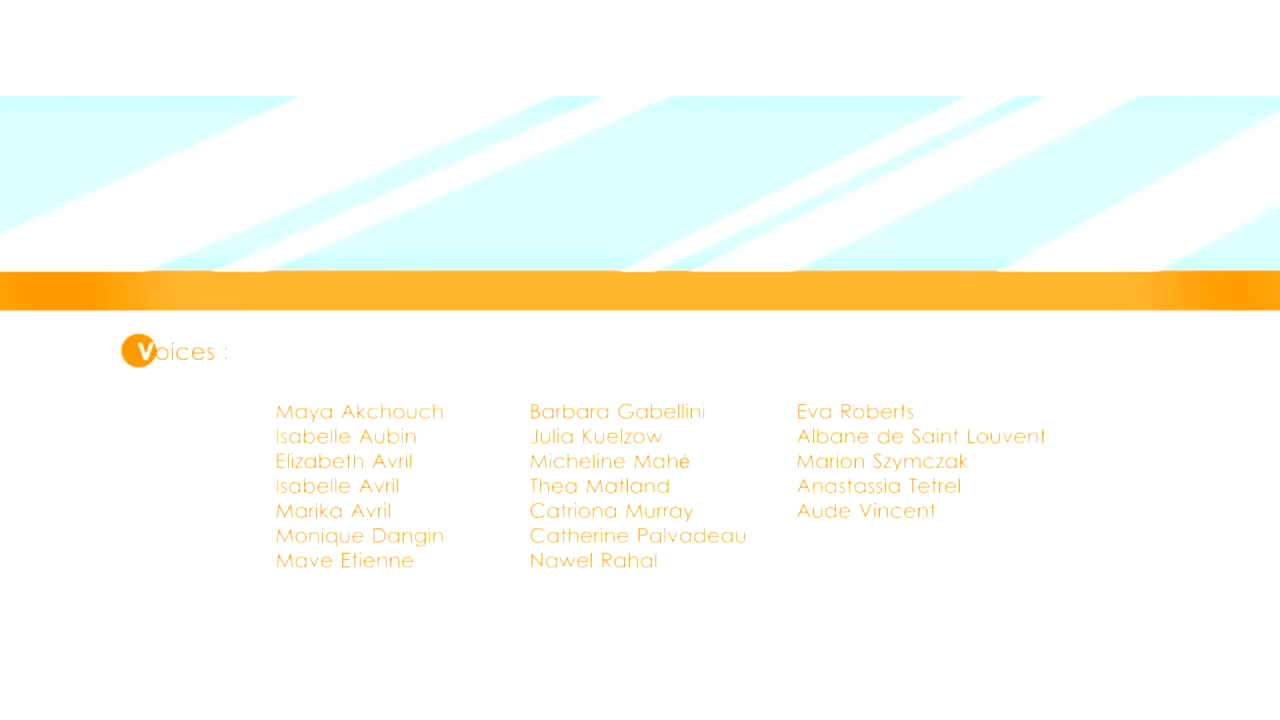 Voices :
Maya Akchouch
Isabelle Aubin
Elizabeth Avril
Isabelle Avril
Marika Avril
Monique Dangin
Mave Etienne
Barbara Gabellini
Julia Kuelzow
Micheline Mahé
Thea Matland
Catriona Murray
Catherine Palvadeau
Nawel Rahal
Eva Roberts
Albane de Saint Louvent
Marion Szymczak
Anastassia Tetrel
Aude Vincent